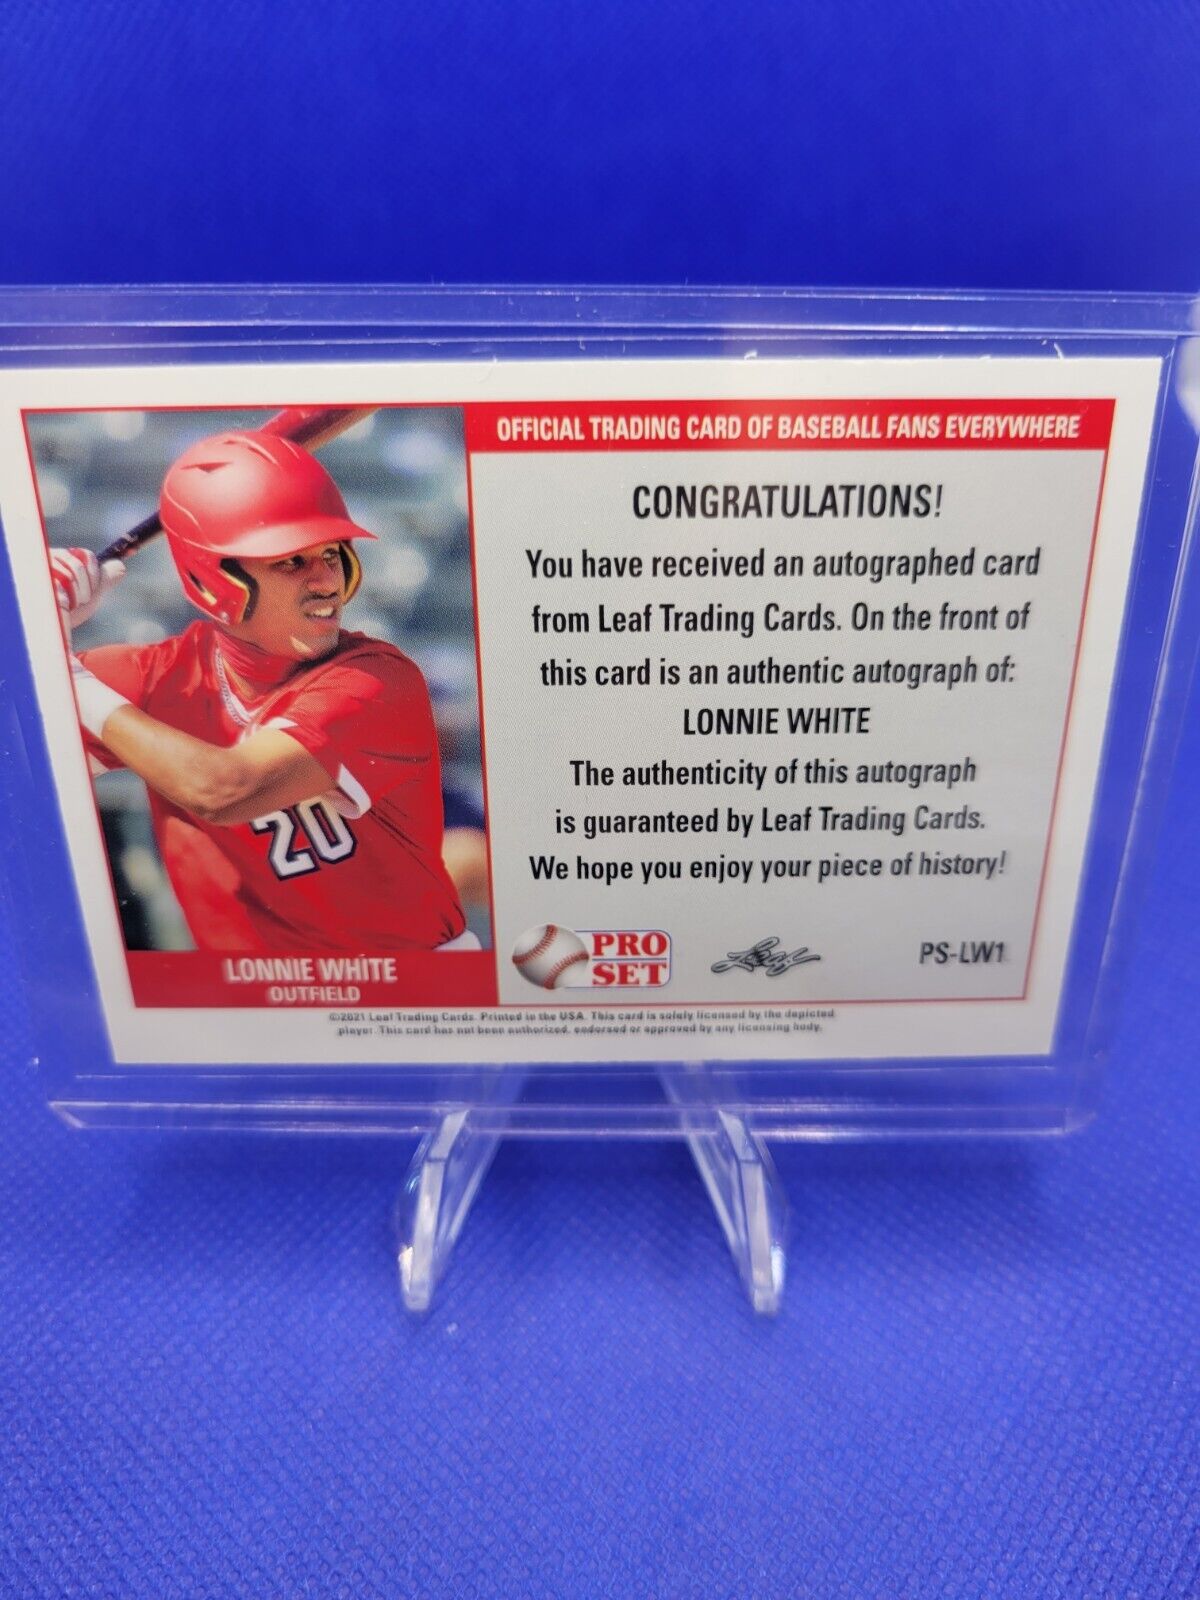 OFFICIAL TRADING CARD OF BASEBALL FANS EVERYWHERE
CONGRATULATIONS!
You have received an autographed card
from Leaf Trading Cards. On the front of
this card is an authentic autograph of:
LONNIE WHITE
The authenticity of this autograph
is guaranteed by Leaf Trading Cards.
We hope you enjoy your piece of history!
20
LONNIE WHITE
OUTFIELD
PRO
SET
Leaf
PS-LW1
©2021 Leaf Trading Cards. Printed in the USA. This card is solely licensed by the depicted
player. This card has not been authorized, endorsed or approved by any licensing body.